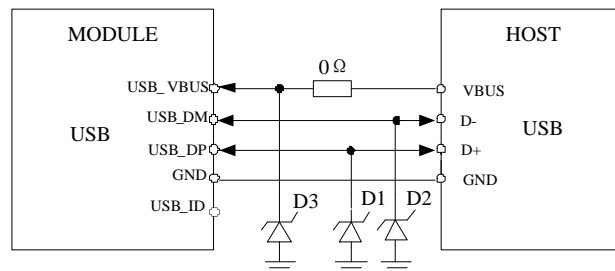 MODULE
HOST
0Ω
USB_VBUS
VBUS
USB_DM
D-
USB
USB
USB_DP
D+
GND
GND
USB_ID
D3
D1
D2